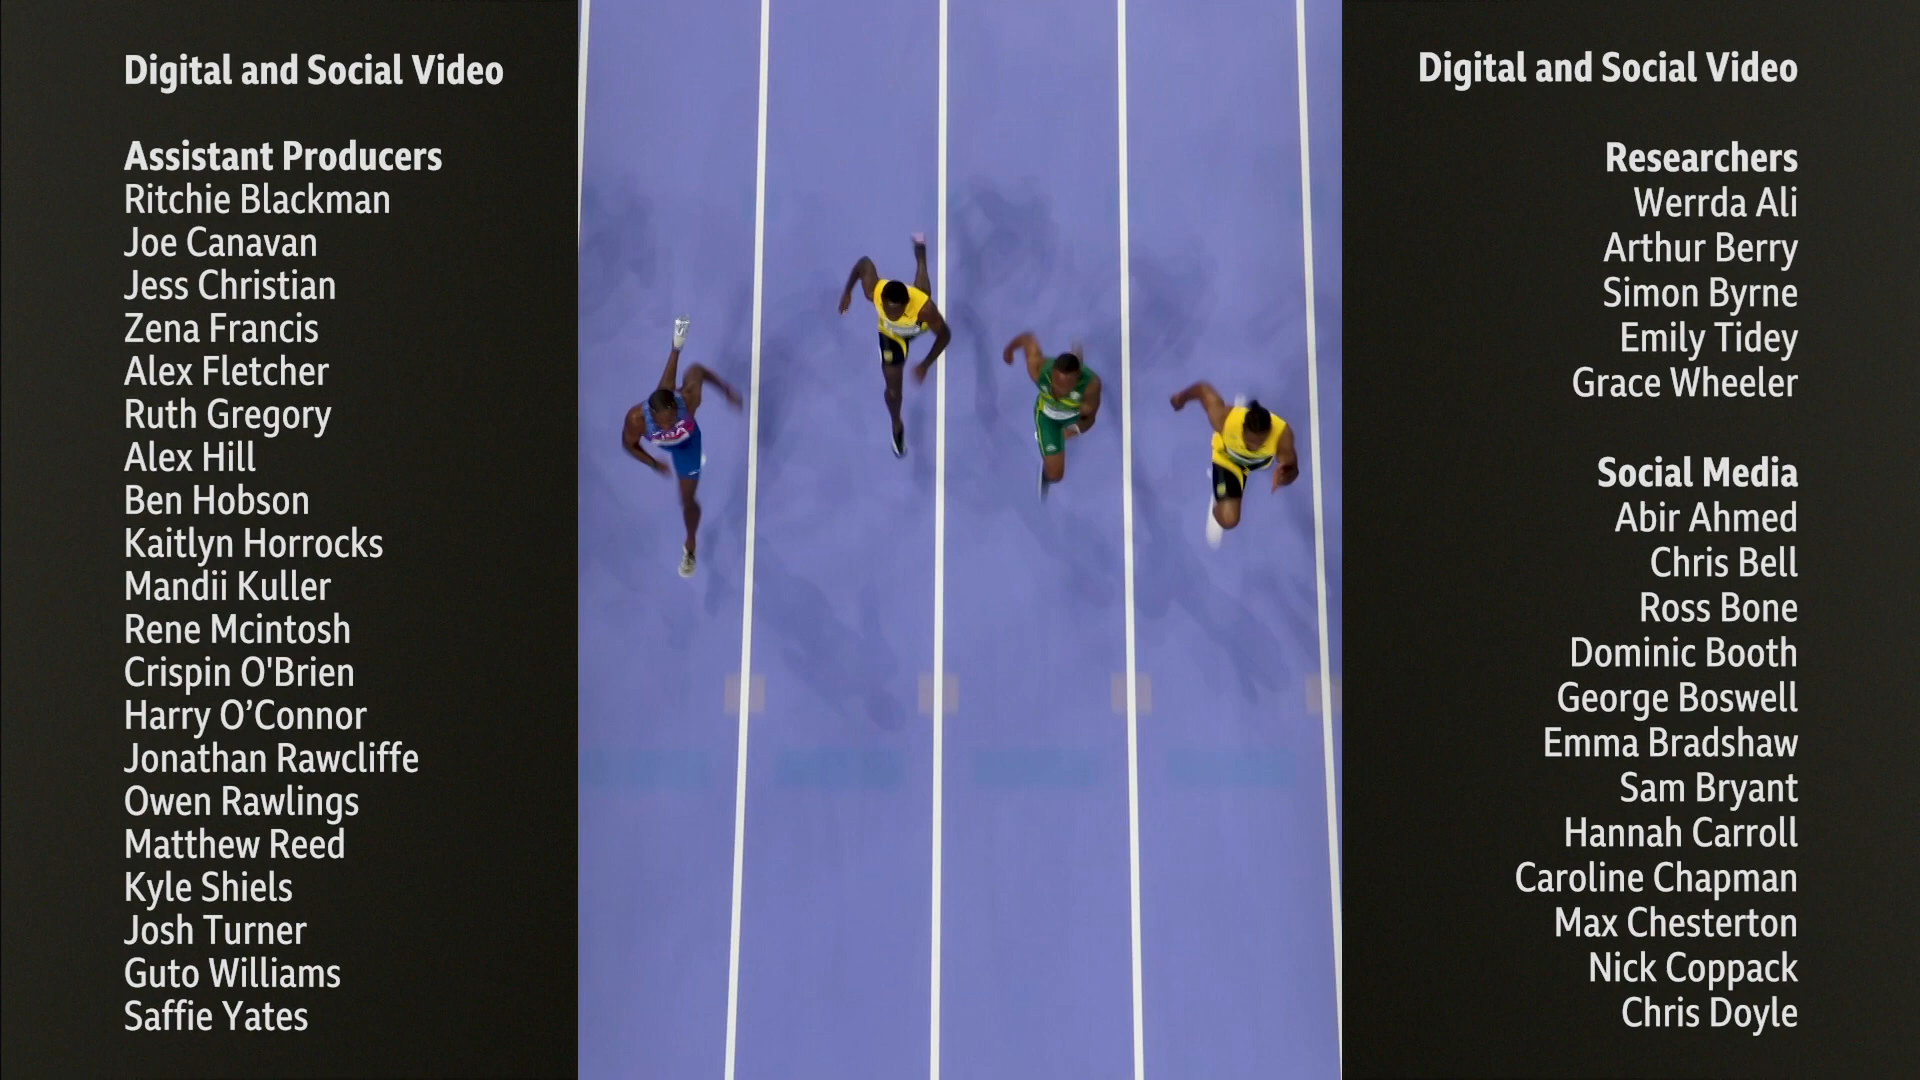 Digital and Social Video
Assistant Producers
Ritchie Blackman
Joe Canavan
Jess Christian
Zena Francis
Alex Fletcher
Ruth Gregory
Alex Hill
Ben Hobson
Kaitlyn Horrocks
Mandii Kuller
Rene Mcintosh
Crispin O'Brien
Harry O’Connor
Jonathan Rawcliffe
Owen Rawlings
Matthew Reed
Kyle Shiels
Josh Turner
Guto Williams
Saffie Yates
Digital and Social Video
Researchers
Werrda Ali
Arthur Berry
Simon Byrne
Emily Tidey
Grace Wheeler
Social Media
Abir Ahmed
Chris Bell
Ross Bone
Dominic Booth
George Boswell
Emma Bradshaw
Sam Bryant
Hannah Carroll
Caroline Chapman
Max Chesterton
Nick Coppack
Chris Doyle